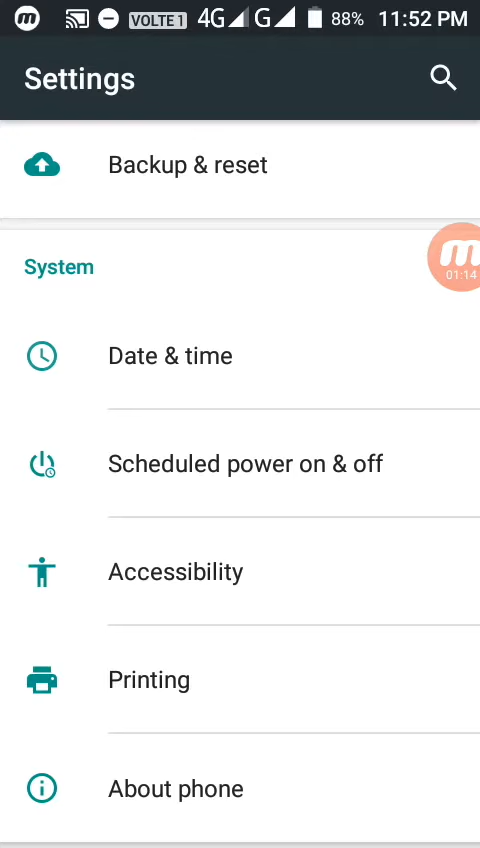 VOLTE 1 4G G 88% 11:52 PM
Settings
Backup & reset
System
01:14
Date & time
Scheduled power on & off
Accessibility
Printing
About phone